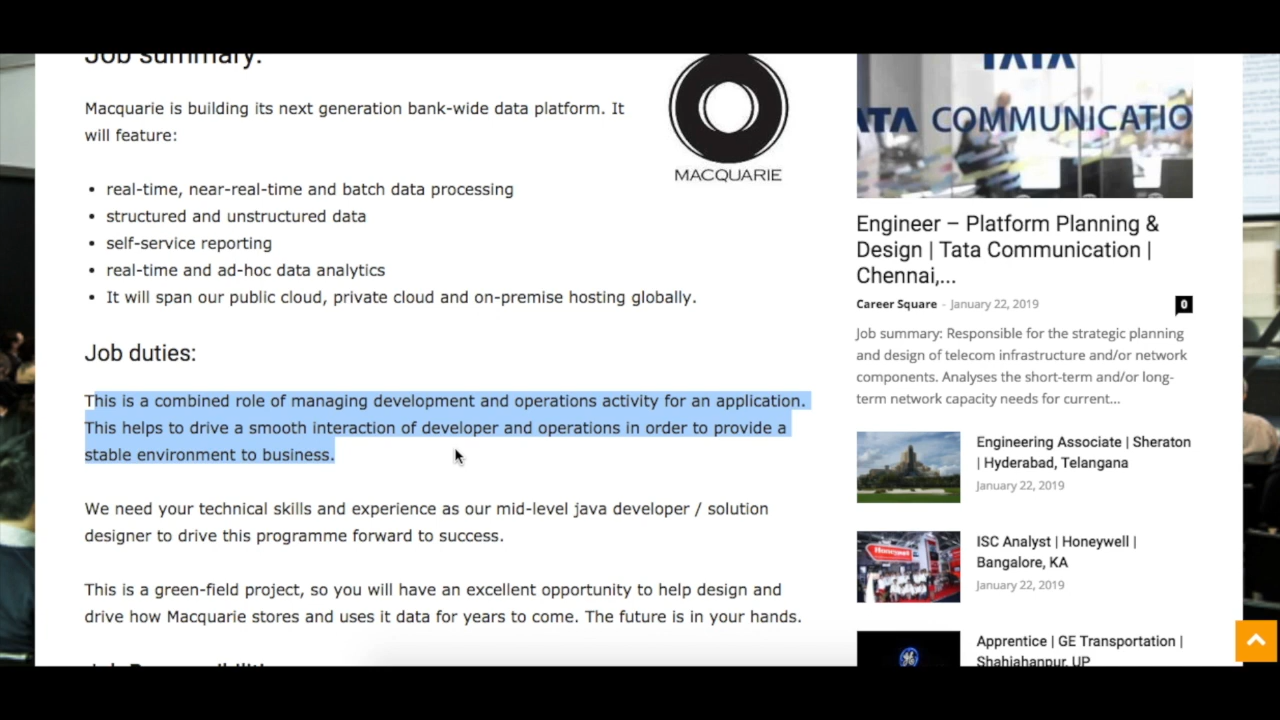 Job summary:
Macquarie is building its next generation bank-wide data platform. It
will feature:
• real-time, near-real-time and batch data processing
• structured and unstructured data
• self-service reporting
• real-time and ad-hoc data analytics
• It will span our public cloud, private cloud and on-premise hosting globally.
MACQUARIE
Job duties:
This is a combined role of managing development and operations activity for an application.
This helps to drive a smooth interaction of developer and operations in order to provide a
stable environment to business.
We need your technical skills and experience as our mid-level java developer / solution
designer to drive this programme forward to success.
This is a green-field project, so you will have an excellent opportunity to help design and
drive how Macquarie stores and uses it data for years to come. The future is in your hands.
TATA
TATA COMMUNICATIO
Engineer – Platform Planning &
Design | Tata Communication |
Chennai,...
Career Square - January 22, 2019
0
Job summary: Responsible for the strategic planning
and design of telecom infrastructure and/or network
components. Analyses the short-term and/or long-
term network capacity needs for current...
Engineering Associate | Sheraton
| Hyderabad, Telangana
January 22, 2019
Honeywell
ISC Analyst | Honeywell |
Bangalore, KA
January 22, 2019
Apprentice | GE Transportation |
Shahjahanpur, UP